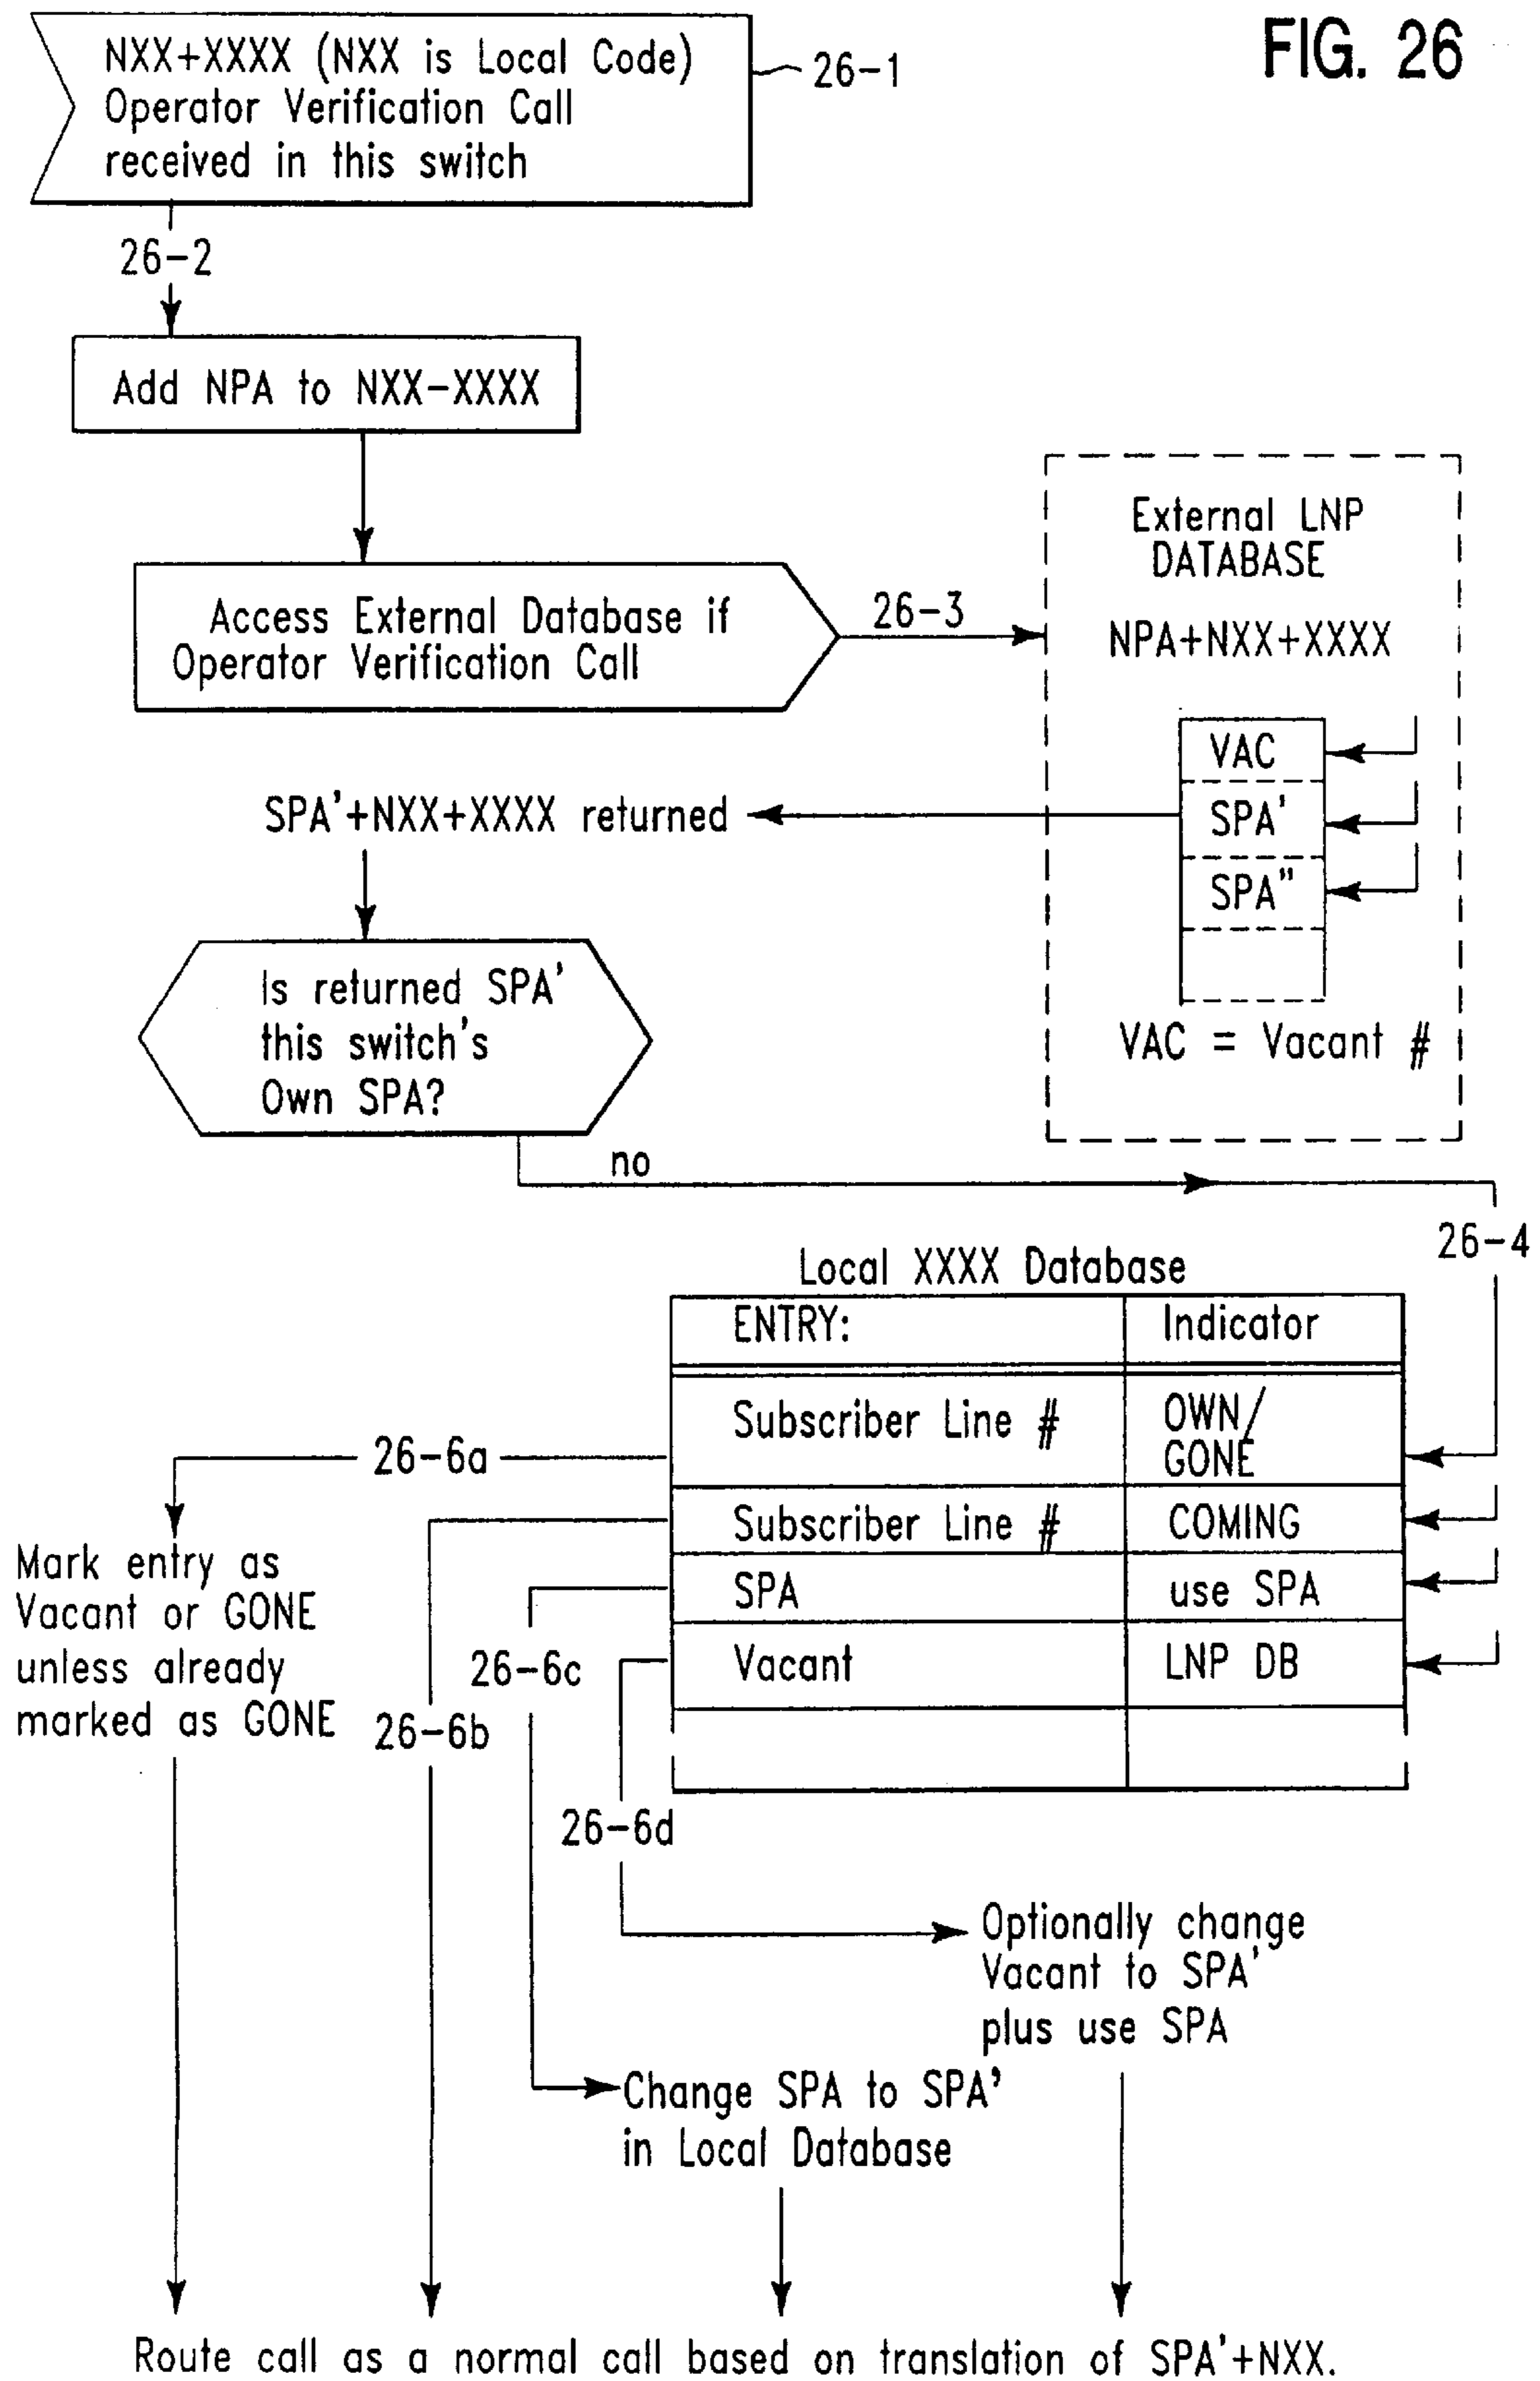 FIG. 26
NXX+XXXX (NXX is Local Code)
Operator Verification Call
received in this switch
26-1
26-2
Add NPA to NXX-XXXX
Access External Database if
Operator Verification Call
26-3
External LNP
DATABASE
NPA+NXX+XXXX
VAC
SPA'
SPA"
VAC = Vacant #
SPA'+NXX+XXXX returned
Is returned SPA'
this switch's
Own SPA?
no
26-4
Local XXXX Database
ENTRY: Indicator
Subscriber Line # OWN/
GONE
Subscriber Line # COMING
SPA use SPA
Vacant LNP DB
26-6a
Mark entry as
Vacant or GONE
unless already
marked as GONE
26-6b
26-6c
26-6d
Optionally change
Vacant to SPA'
plus use SPA
Change SPA to SPA'
in Local Database
Route call as a normal call based on translation of SPA'+NXX.